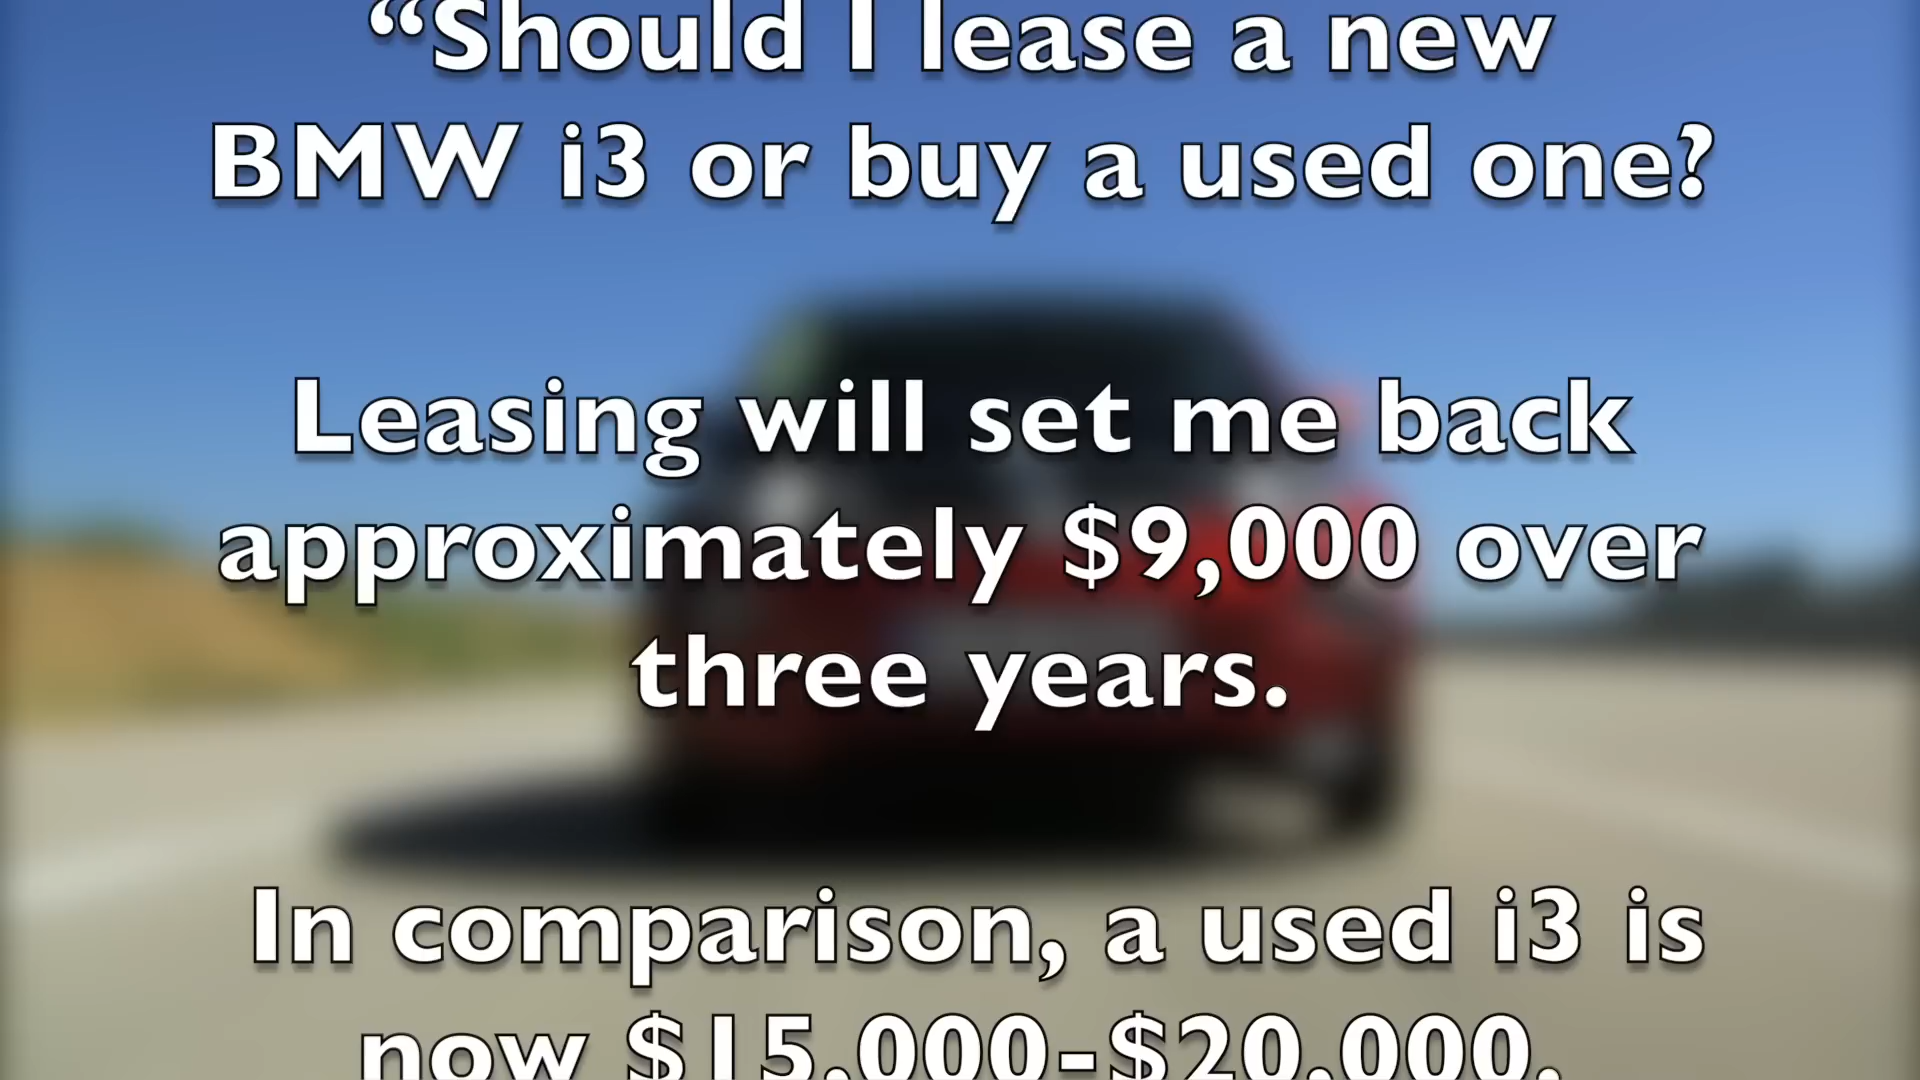 “Should I lease a new
BMW i3 or buy a used one?
Leasing will set me back
approximately $9,000 over
three years.
In comparison, a used i3 is
now $15,000-$20,000.